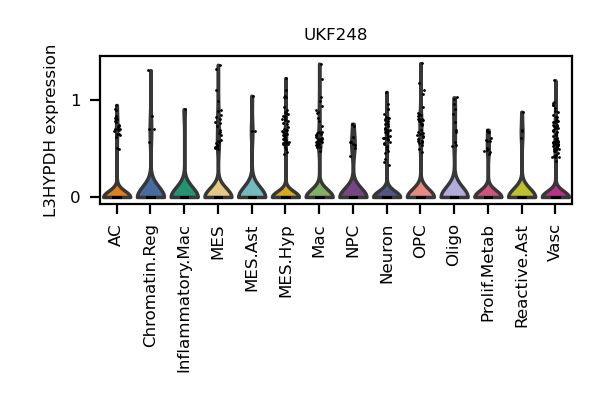 UKF248
L3HYPDH expression
1
0
AC
Chromatin.Reg
Inflammatory.Mac
MES
MES.Ast
MES.Hyp
Mac
NPC
Neuron
OPC
Oligo
Prolif.Metab
Reactive.Ast
Vasc